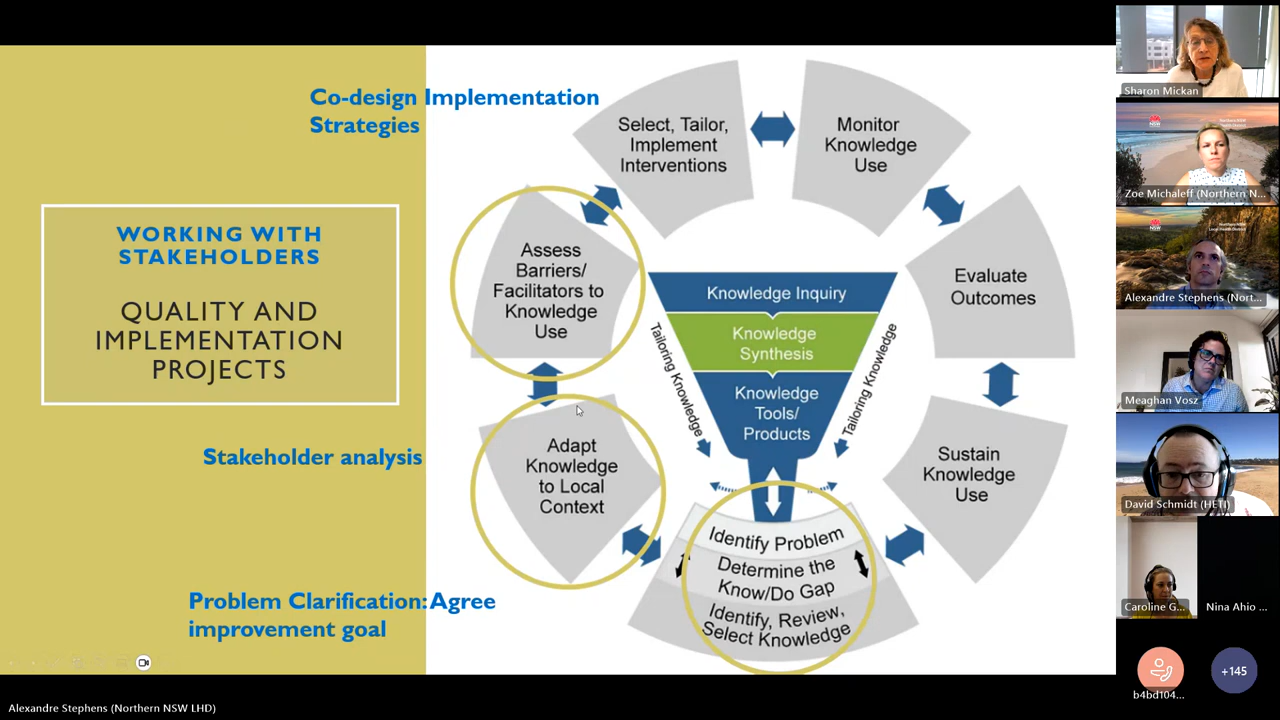 Co-design Implementation
Strategies
WORKING WITH
STAKEHOLDERS
QUALITY AND
IMPLEMENTATION
PROJECTS
Stakeholder analysis
Problem Clarification: Agree
improvement goal
Select, Tailor,
Implement
Interventions
Monitor
Knowledge
Use
Assess
Barriers/
Facilitators to
Knowledge
Use
Evaluate
Outcomes
Knowledge Inquiry
Knowledge
Synthesis
Knowledge
Tools/
Products
Tailoring Knowledge
Tailoring Knowledge
Adapt
Knowledge
to Local
Context
Sustain
Knowledge
Use
Identify Problem
Determine the
Know/Do Gap
Identify, Review,
Select Knowledge
Sharon Mickan
Zoe Michaleff (Northern N...
Alexandre Stephens (Nort...
Meaghan Vosz
David Schmidt (HETI)
Caroline G...
Nina Ahio ...
b4bd104...
+145
Alexandre Stephens (Northern NSW LHD)